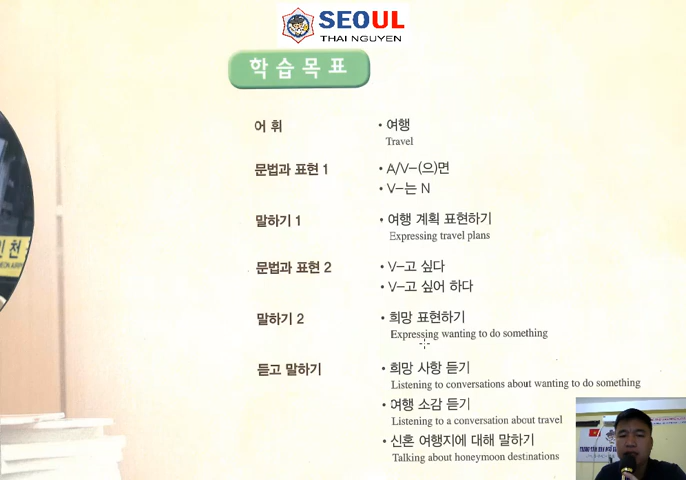 SEOUL
THAI NGUYEN
학습목표
어휘
• 여행
Travel
문법과 표현 1
• A/V-(으)면
• V-는 N
말하기 1
• 여행 계획 표현하기
Expressing travel plans
문법과 표현 2
• V-고 싶다
• V-고 싶어 하다
말하기 2
• 희망 표현하기
Expressing wanting to do something
듣고 말하기
• 희망 사항 듣기
Listening to conversations about wanting to do something
• 여행 소감 듣기
Listening to a conversation about travel
• 신혼 여행지에 대해 말하기
Talking about honeymoon destinations
인천